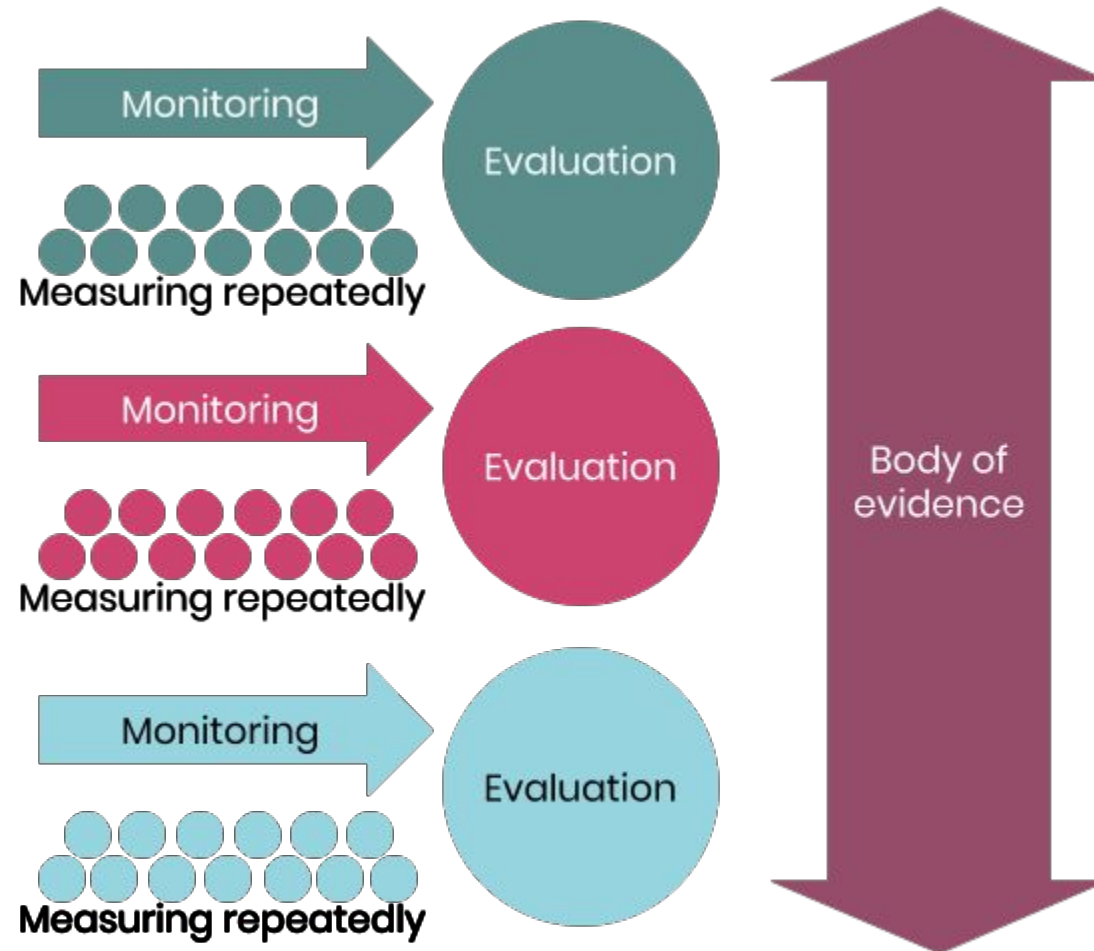 Monitoring
Evaluation
Measuring repeatedly
Monitoring
Evaluation
Measuring repeatedly
Monitoring
Evaluation
Measuring repeatedly
Body of
evidence